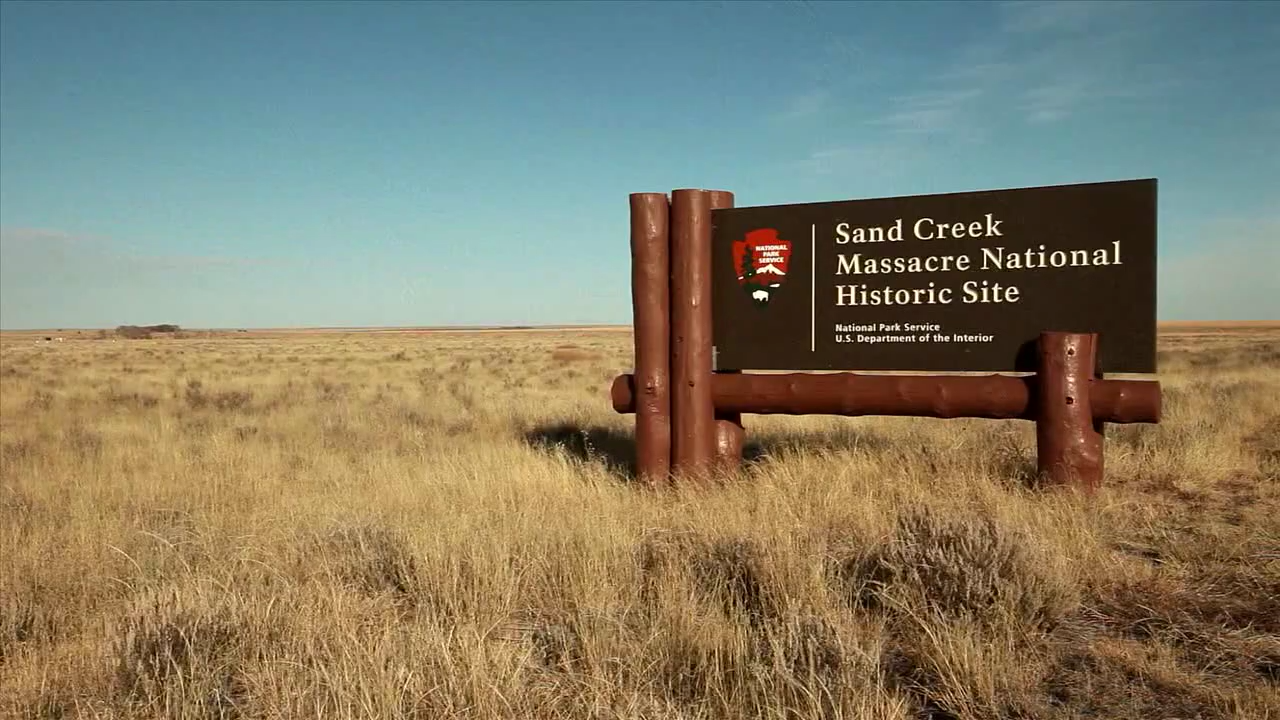 NATIONAL
PARK
SERVICE
Sand Creek
Massacre National
Historic Site
National Park Service
U.S. Department of the Interior